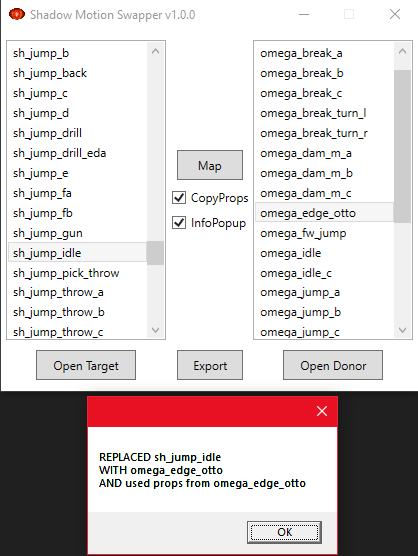 Shadow Motion Swapper v1.0.0
sh_jump_b
sh_jump_back
sh_jump_c
sh_jump_d
sh_jump_drill
sh_jump_drill_eda
sh_jump_e
sh_jump_fa
sh_jump_fb
sh_jump_gun
sh_jump_idle
sh_jump_pick_throw
sh_jump_throw_a
sh_jump_throw_b
sh_jump_throw_c
Map
CopyProps
InfoPopup
omega_break_a
omega_break_b
omega_break_c
omega_break_turn_l
omega_break_turn_r
omega_dam_m_a
omega_dam_m_b
omega_dam_m_c
omega_edge_otto
omega_fw_jump
omega_idle
omega_idle_c
omega_jump_a
omega_jump_b
omega_jump_c
Open Target
Export
Open Donor
REPLACED sh_jump_idle
WITH omega_edge_otto
AND used props from omega_edge_otto
OK